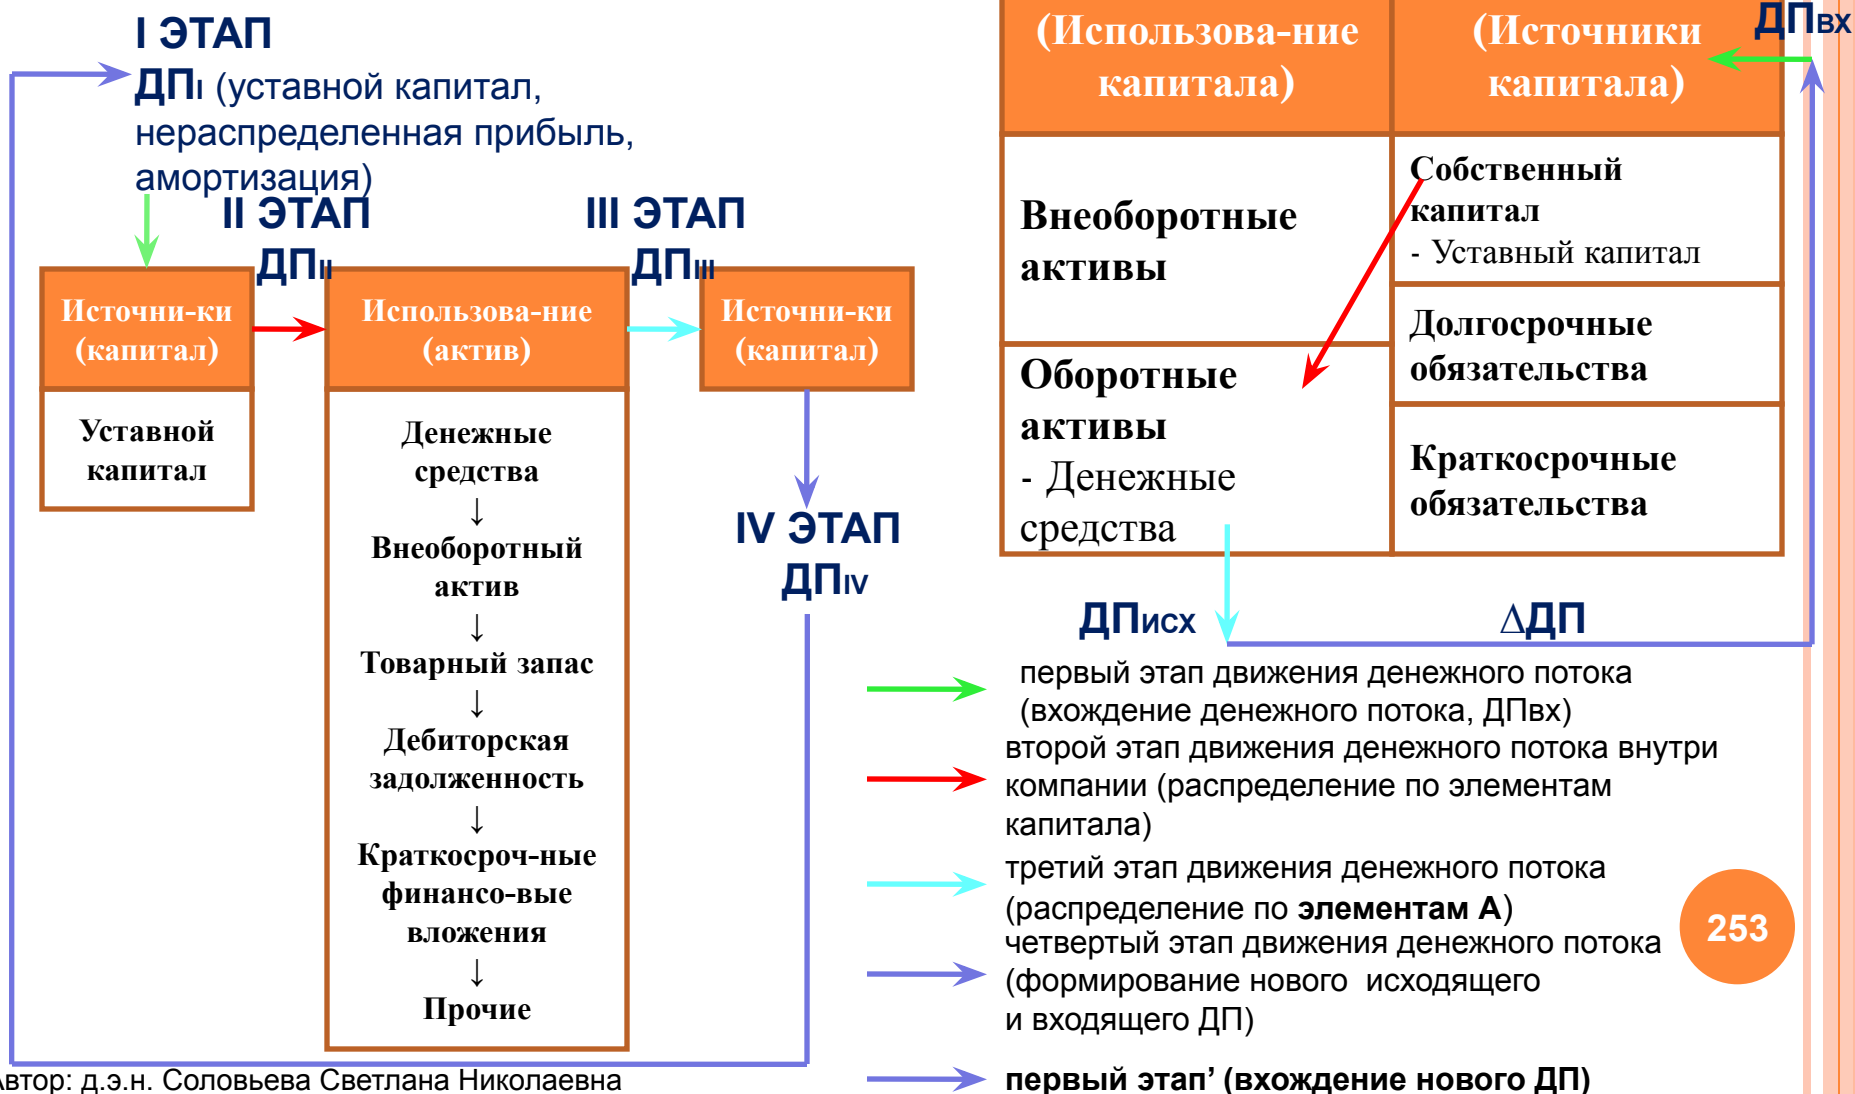 I ЭТАП
ДПI (уставной капитал,
нераспределенная прибыль,
амортизация)
II ЭТАП
ДПII
III ЭТАП
ДПIII
Источни-ки
(капитал)
Использова-ние
(актив)
Источни-ки
(капитал)
Уставной
капитал
Денежные
средства
↓
Внеоборотный
актив
↓
Товарный запас
↓
Дебиторская
задолженность
↓
Краткосроч-ные
финансо-вые
вложения
↓
Прочие
IV ЭТАП
ДПIV
(Использова-ние
капитала)
(Источники
капитала)
ДПвх
Внеоборотные
активы
Оборотные
активы
- Денежные
средства
Собственный
капитал
- Уставный капитал
Долгосрочные
обязательства
Краткосрочные
обязательства
ДПисх
ΔДП
первый этап движения денежного потока
(вхождение денежного потока, ДПвх)
второй этап движения денежного потока внутри
компании (распределение по элементам
капитала)
третий этап движения денежного потока
(распределение по элементам А)
четвертый этап движения денежного потока
(формирование нового исходящего
и входящего ДП)
первый этап’ (вхождение нового ДП)
253
Автор: д.э.н. Соловьева Светлана Николаевна